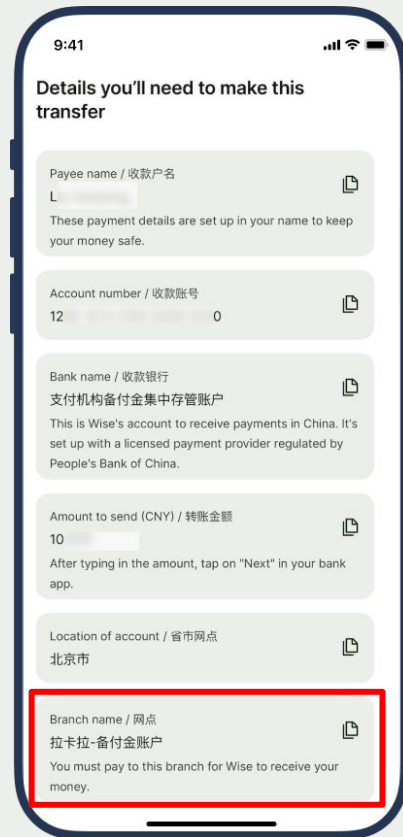 9:41
Details you'll need to make this
transfer
Payee name / 收款户名
L
These payment details are set up in your name to keep
your money safe.
Account number / 收款账号
12 0
Bank name / 收款银行
支付机构备付金集中存管账户
This is Wise's account to receive payments in China. It's
set up with a licensed payment provider regulated by
People's Bank of China.
Amount to send (CNY) / 转账金额
10
After typing in the amount, tap on "Next" in your bank
app.
Location of account / 省市网点
北京市
Branch name / 网点
拉卡拉-备付金账户
You must pay to this branch for Wise to receive your
money.